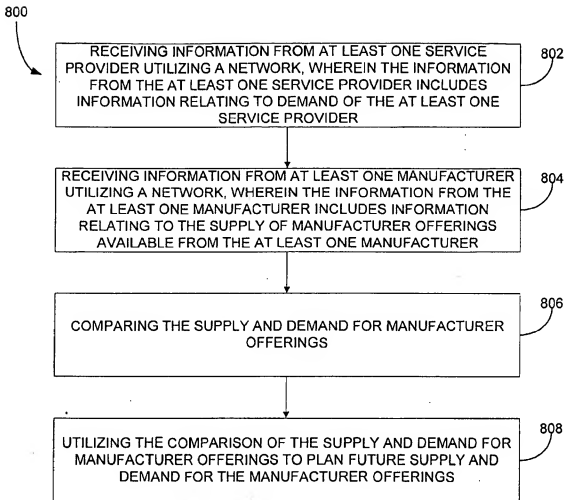 800
RECEIVING INFORMATION FROM AT LEAST ONE SERVICE
PROVIDER UTILIZING A NETWORK, WHEREIN THE INFORMATION
FROM THE AT LEAST ONE SERVICE PROVIDER INCLUDES
INFORMATION RELATING TO DEMAND OF THE AT LEAST ONE
SERVICE PROVIDER
802
RECEIVING INFORMATION FROM AT LEAST ONE MANUFACTURER
UTILIZING A NETWORK, WHEREIN THE INFORMATION FROM THE
AT LEAST ONE MANUFACTURER INCLUDES INFORMATION
RELATING TO THE SUPPLY OF MANUFACTURER OFFERINGS
AVAILABLE FROM THE AT LEAST ONE MANUFACTURER
804
COMPARING THE SUPPLY AND DEMAND FOR MANUFACTURER
OFFERINGS
806
UTILIZING THE COMPARISON OF THE SUPPLY AND DEMAND FOR
MANUFACTURER OFFERINGS TO PLAN FUTURE SUPPLY AND
DEMAND FOR THE MANUFACTURER OFFERINGS
808